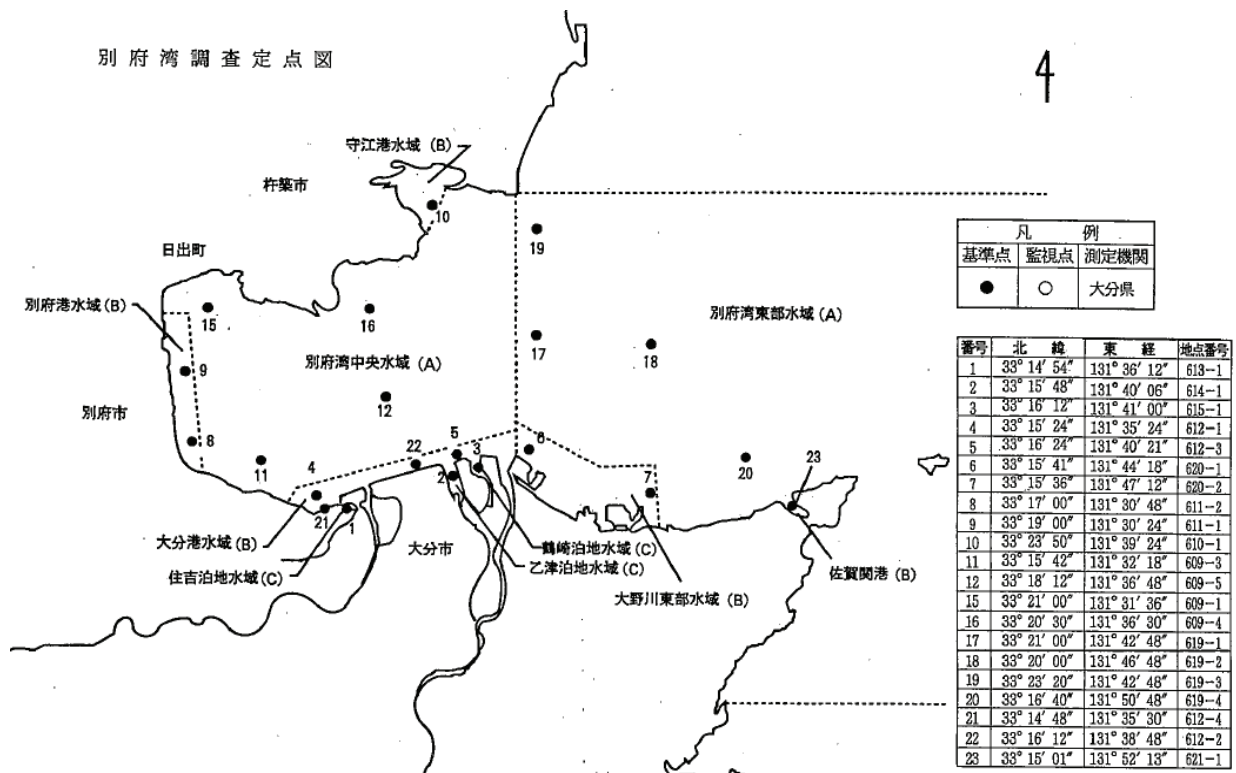 別府湾調査定点図
4
守江港水域(B)
杵築市
10
19
日出町
凡 例
基準点 監視点 測定機関
● ○ 大分県
別府港水域(B)
15
16
別府湾東部水域(A)
17
18
別府湾中央水域(A)
9
12
別府市
8
11
22
5
3
6
20
23
4
2
7
21
1
大分港水域(B)
大分市
鶴崎泊地水域(C)
住吉泊地水域(C)
乙津泊地水域(C)
佐賀関港(B)
大野川東部水域(B)
番号 北緯 東経 地点番号
1 33° 14′ 54″ 131° 36′ 12″ 613-1
2 33° 15′ 48″ 131° 40′ 06″ 614-1
3 33° 16′ 12″ 131° 41′ 00″ 615-1
4 33° 15′ 24″ 131° 35′ 24″ 612-1
5 33° 16′ 24″ 131° 40′ 21″ 612-3
6 33° 15′ 41″ 131° 44′ 18″ 620-1
7 33° 15′ 36″ 131° 47′ 12″ 620-2
8 33° 17′ 00″ 131° 30′ 48″ 611-2
9 33° 19′ 00″ 131° 30′ 24″ 611-1
10 33° 23′ 50″ 131° 39′ 24″ 610-1
11 33° 15′ 42″ 131° 32′ 18″ 609-3
12 33° 18′ 12″ 131° 36′ 48″ 609-5
15 33° 21′ 00″ 131° 31′ 36″ 609-1
16 33° 20′ 30″ 131° 36′ 30″ 609-4
17 33° 21′ 00″ 131° 42′ 48″ 619-1
18 33° 20′ 00″ 131° 46′ 48″ 619-2
19 33° 23′ 20″ 131° 42′ 48″ 619-3
20 33° 16′ 40″ 131° 50′ 48″ 619-4
21 33° 14′ 48″ 131° 35′ 30″ 612-4
22 33° 16′ 12″ 131° 38′ 48″ 612-2
23 33° 15′ 01″ 131° 52′ 13″ 621-1